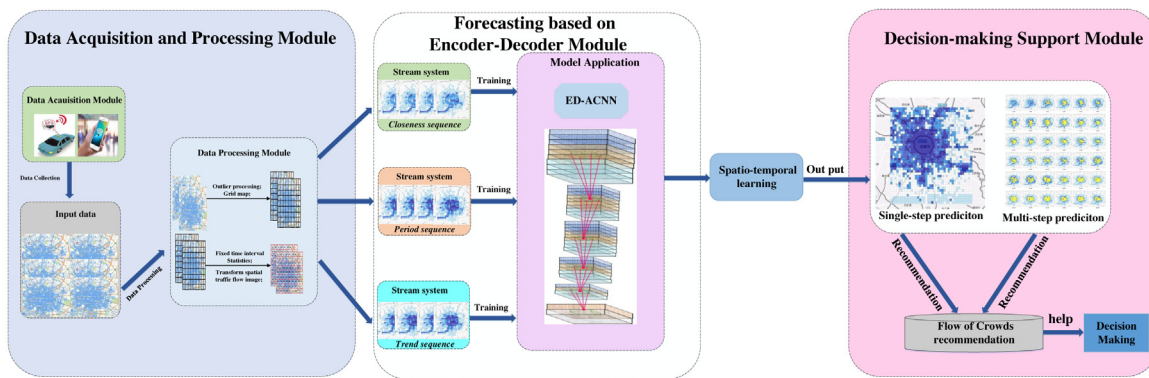 Data Acquisition and Processing Module
Data Acauisition Module
Data Collection
Input data
Data Processing
Data Processing Module
Outlier processing;
Grid map;
Fixed time interval
Statistics;
Transform spatial
traffic flow image;
Forecasting based on
Encoder-Decoder Module
Stream system
Closeness sequence
Training
Stream system
Period sequence
Training
Stream system
Trend sequence
Training
Model Application
ED-ACNN
Spatio-temporal
learning
Out put
Decision-making Support Module
Single-step prediciton
Multi-step prediciton
Recommendation
Recommendation
Flow of Crowds
recommendation
help
Decision
Making